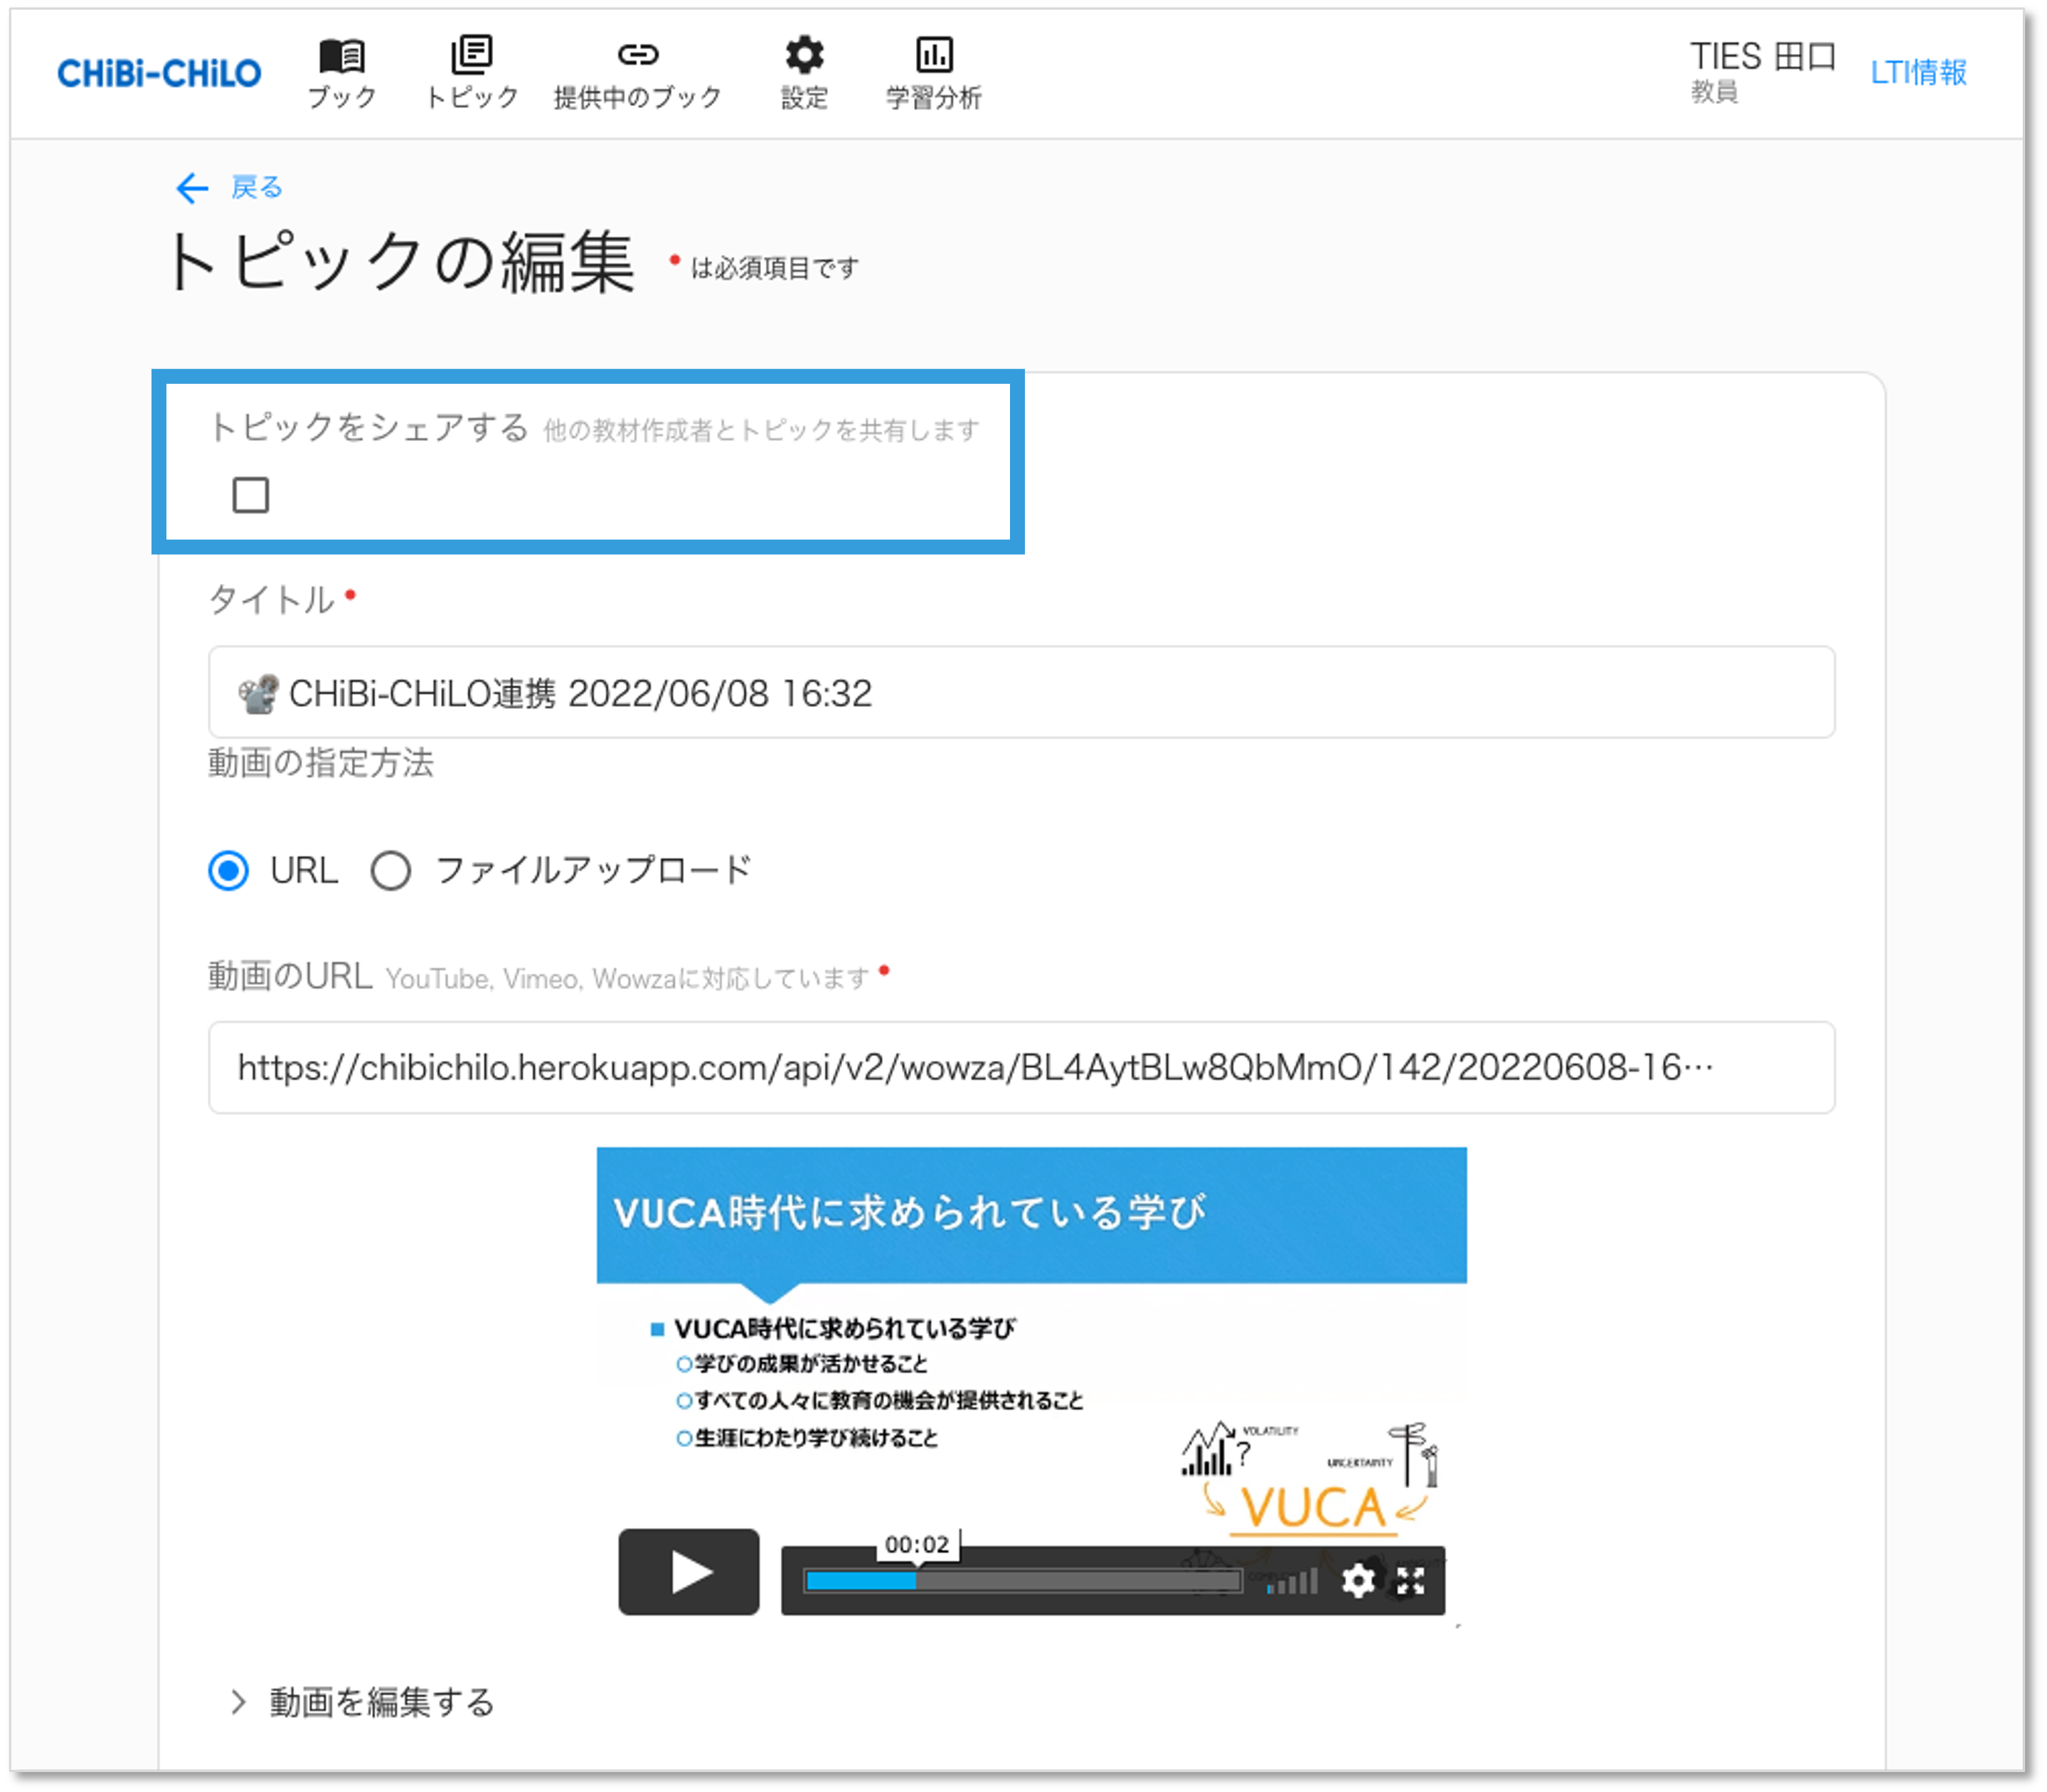 CHiBi-CHiLO
ブック
トピック
提供中のブック
設定
学習分析
TIES 田口
教員
LTI情報
戻る
トピックの編集 • は必須項目です
トピックをシェアする 他の教材作成者とトピックを共有します
タイトル •
CHiBi-CHiLO連携 2022/06/08 16:32
動画の指定方法
URL ファイルアップロード
動画のURL YouTube, Vimeo, Wowzaに対応しています •
https://chibichilo.herokuapp.com/api/v2/wowza/BL4AytBLw8QbMmO/142/20220608-16…
VUCA時代に求められている学び
■ VUCA時代に求められている学び
○学びの成果が活かせること
○すべての人々に教育の機会が提供されること
○生涯にわたり学び続けること
VOLATILITY
?
UNCERTAINTY
VUCA
00:02
動画を編集する